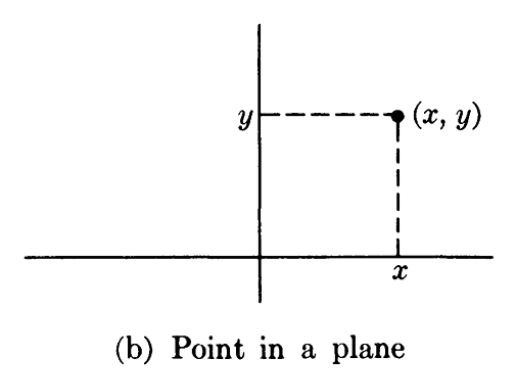 y
(x, y)
x
(b) Point in a plane